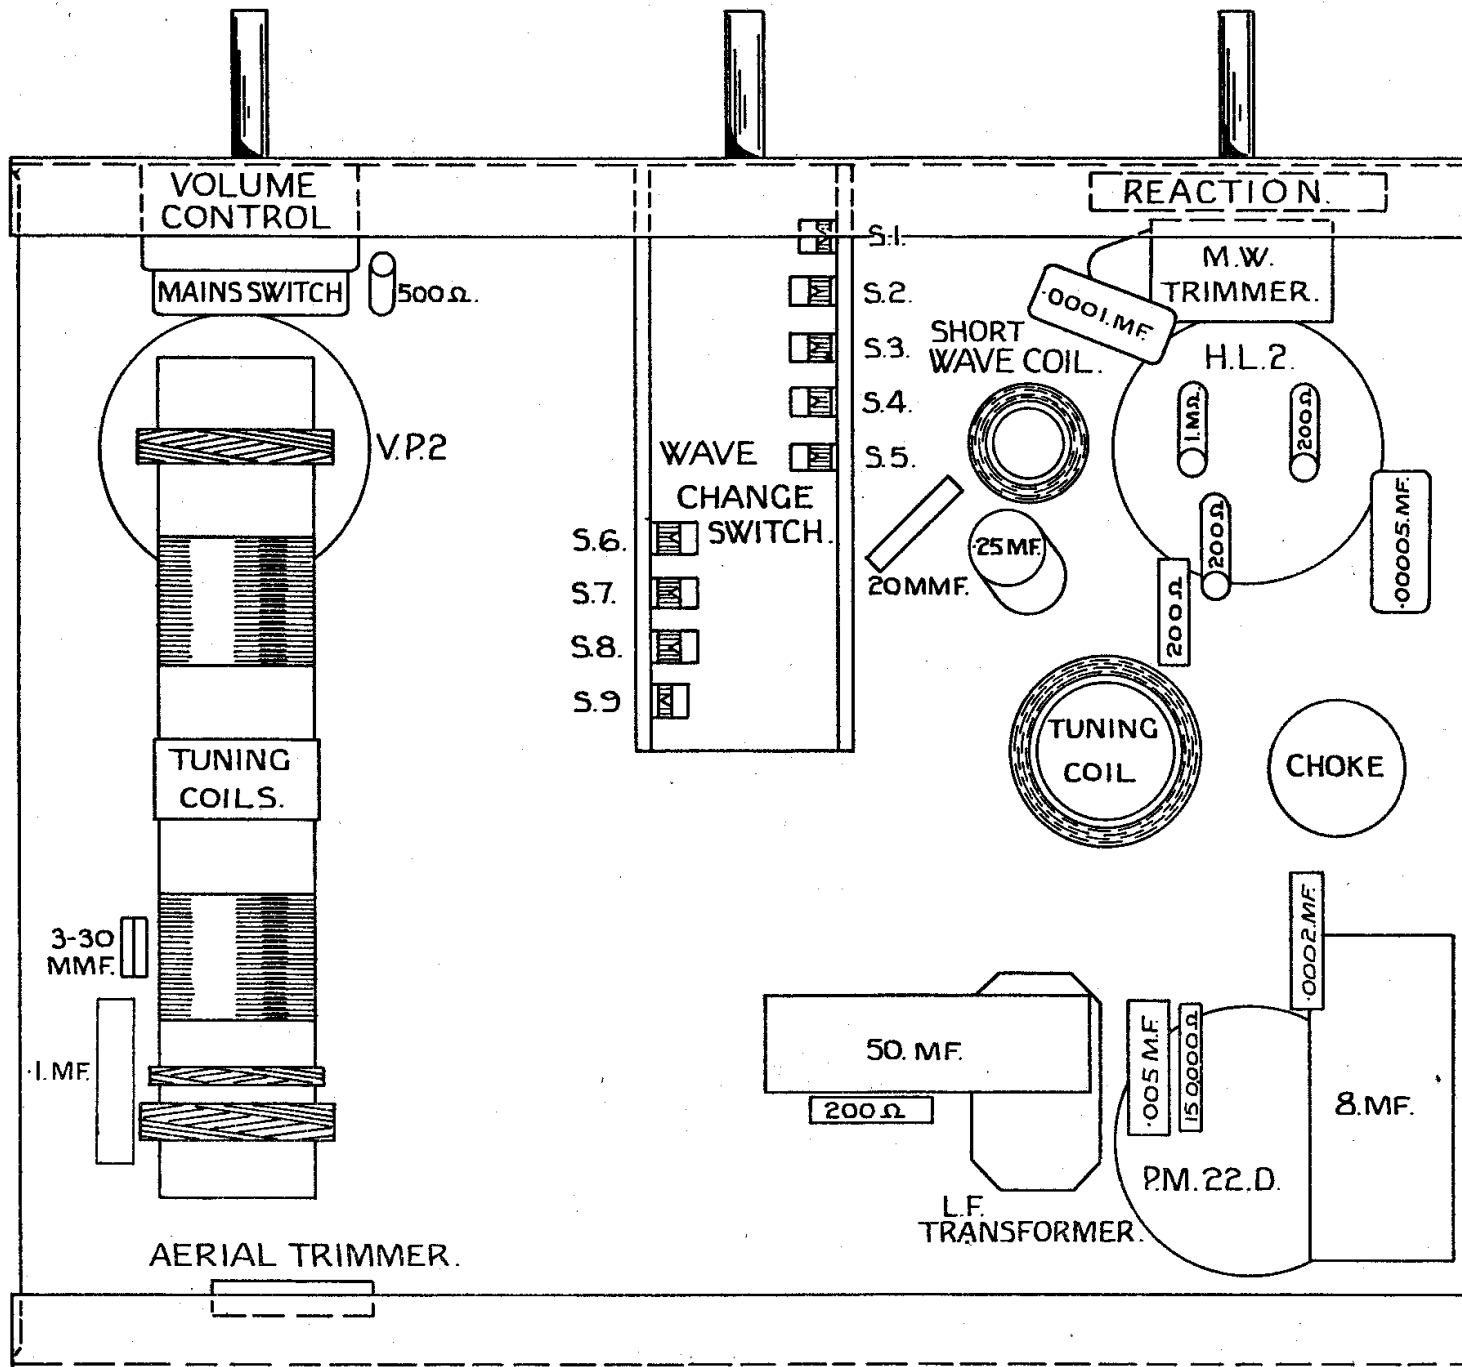 VOLUME
CONTROL
REACTION.
MAINS SWITCH
500Ω.
S.1.
S.2.
S.3.
S.4.
S.5.
M.W.
TRIMMER.
.0001.MF.
SHORT
WAVE COIL.
H.L.2.
1.MΩ.
200Ω
V.P.2
WAVE
CHANGE
SWITCH.
S.6.
S.7.
S.8.
S.9
20MMF.
.25 MF.
200Ω
200Ω
.00005.MF.
TUNING
COILS.
TUNING
COIL
CHOKE
3-30
MMF.
.1.MF.
50. MF.
200Ω
.0002.MF.
.005 M.F.
150,000Ω
8.MF.
P.M.22.D.
L.F.
TRANSFORMER.
AERIAL TRIMMER.